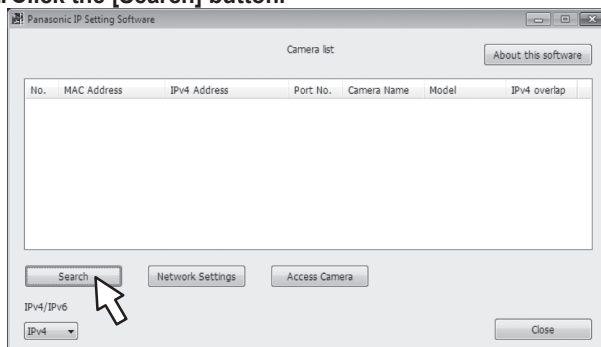 Click the [Search] button.
Panasonic IP Setting Software
Camera list
About this software
No. MAC Address IPv4 Address Port No. Camera Name Model IPv4 overlap
Search Network Settings Access Camera
IPv4/IPv6
IPv4 Close